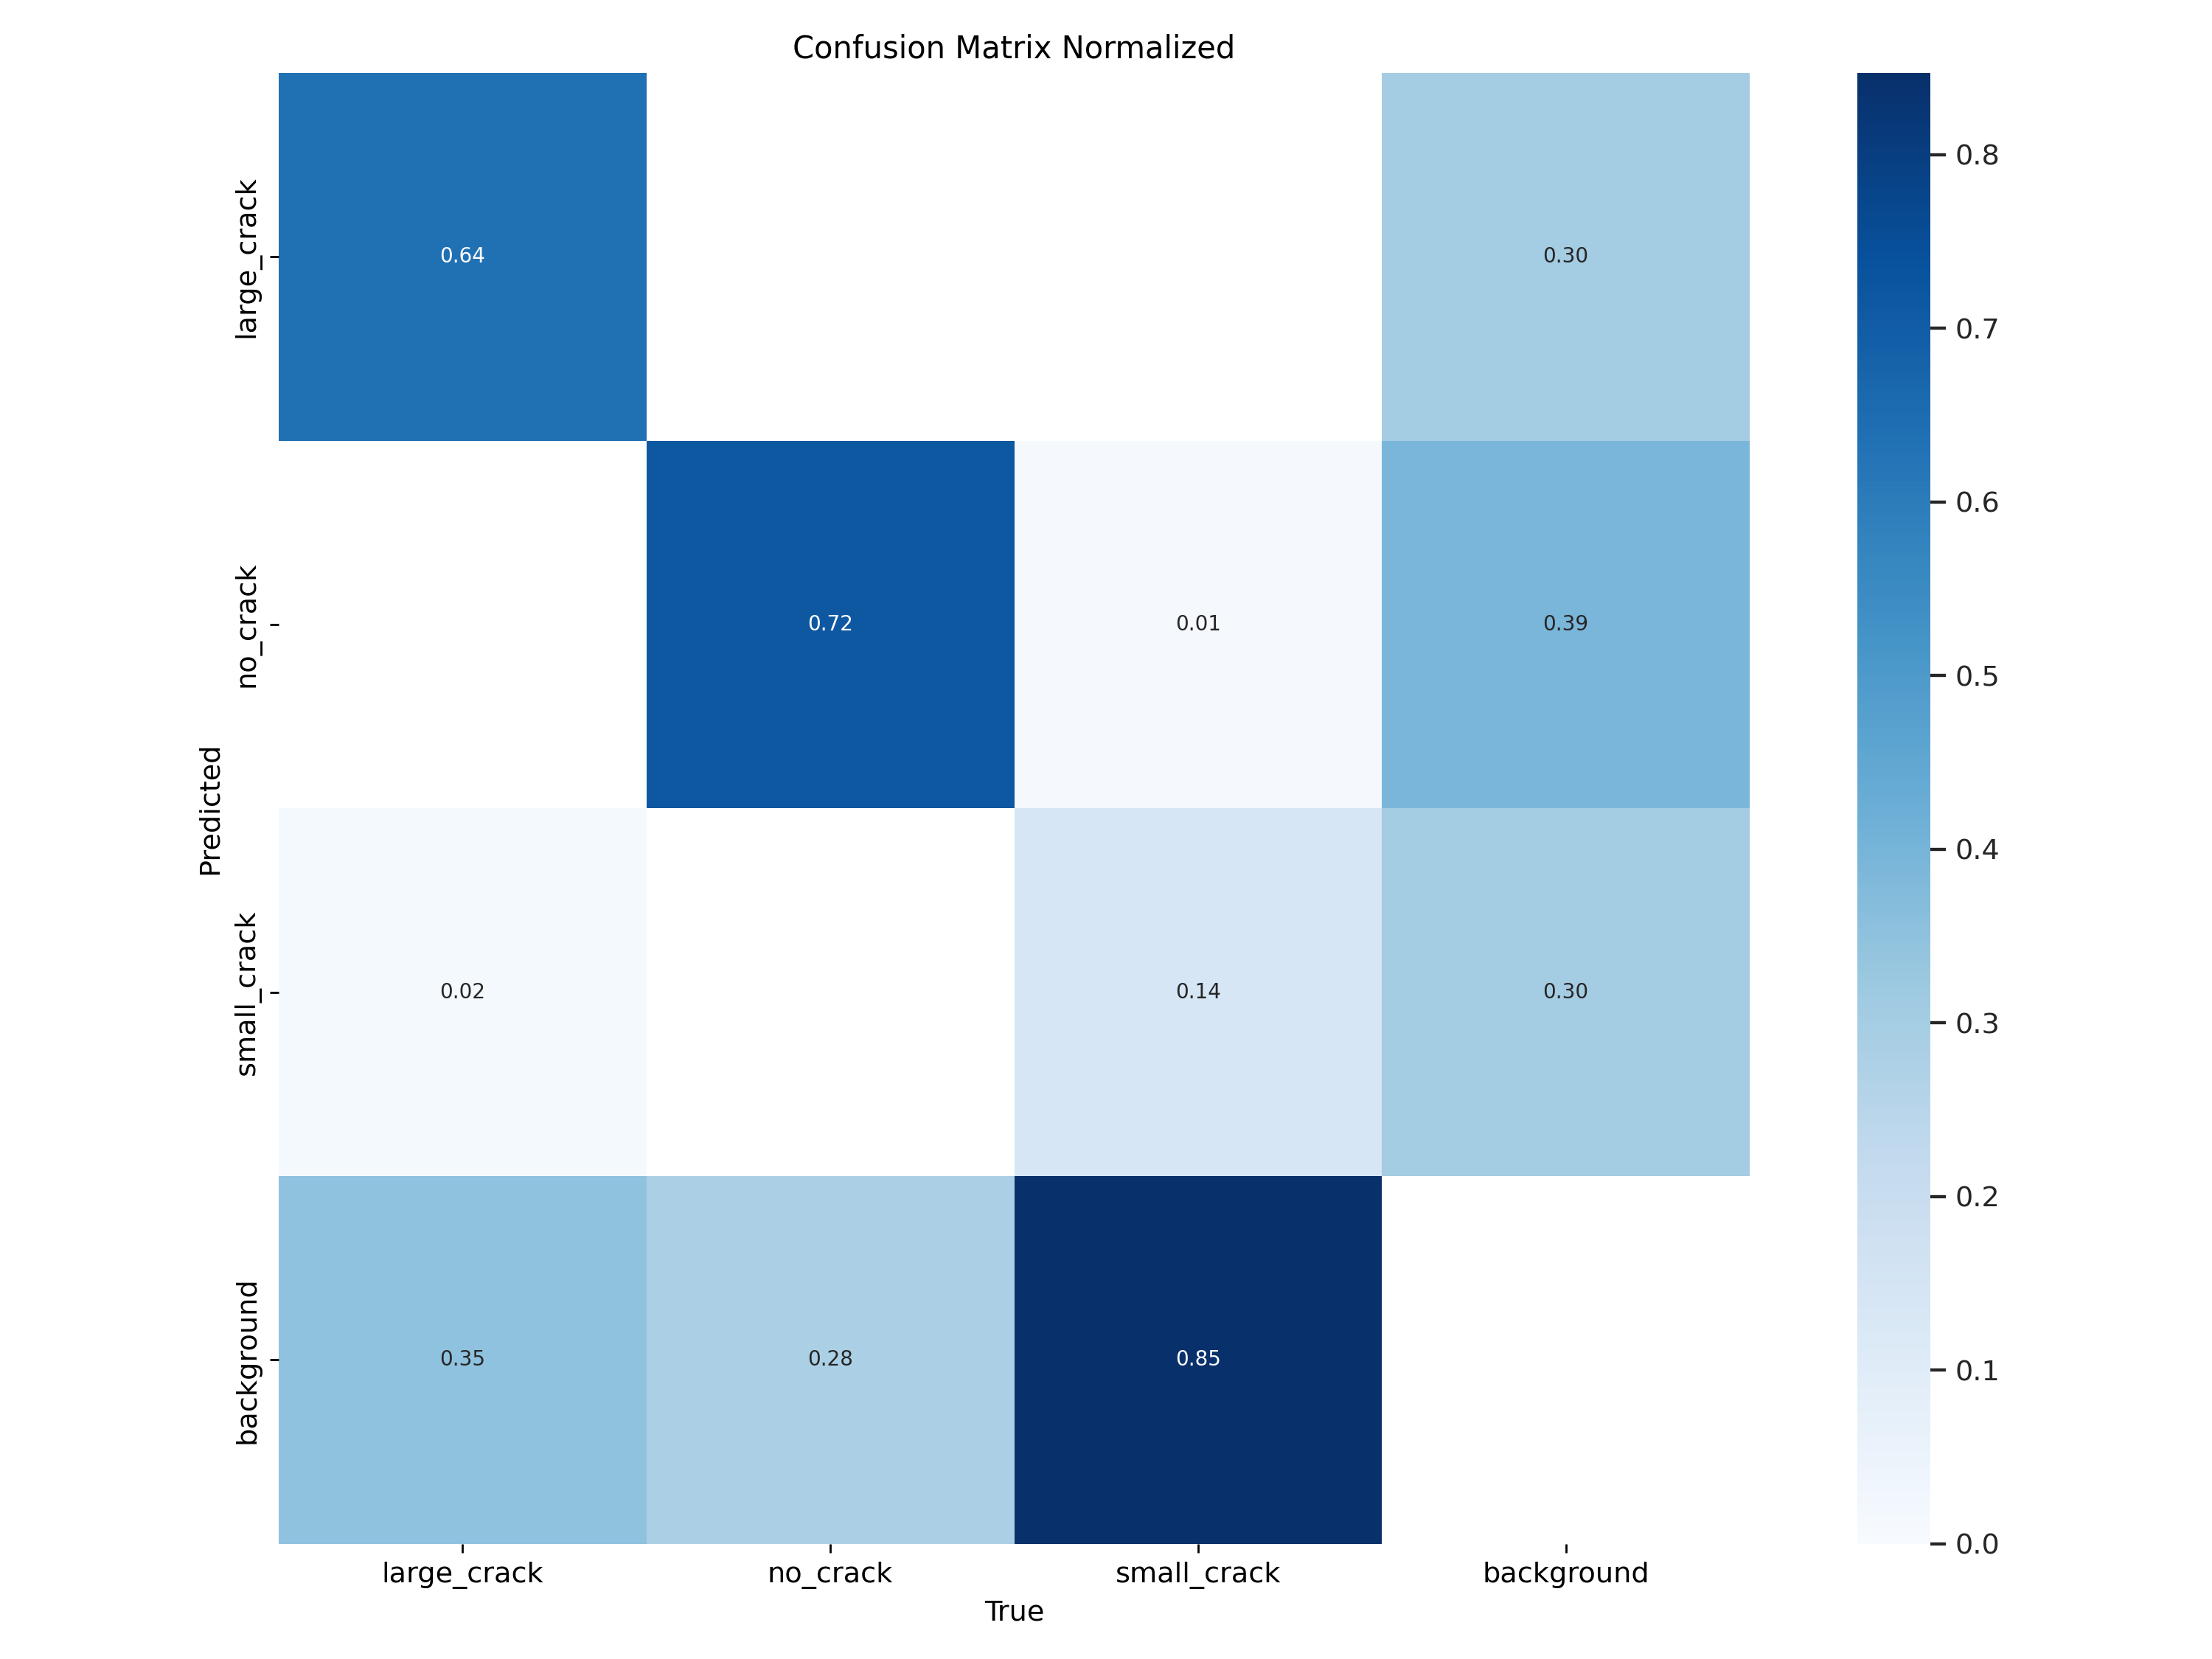 Confusion Matrix Normalized
large_crack
0.64
0.30
no_crack
0.72
0.01
0.39
small_crack
0.02
0.14
0.30
background
0.35
0.28
0.85
Predicted
large_crack
no_crack
small_crack
background
True
0.8
0.7
0.6
0.5
0.4
0.3
0.2
0.1
0.0